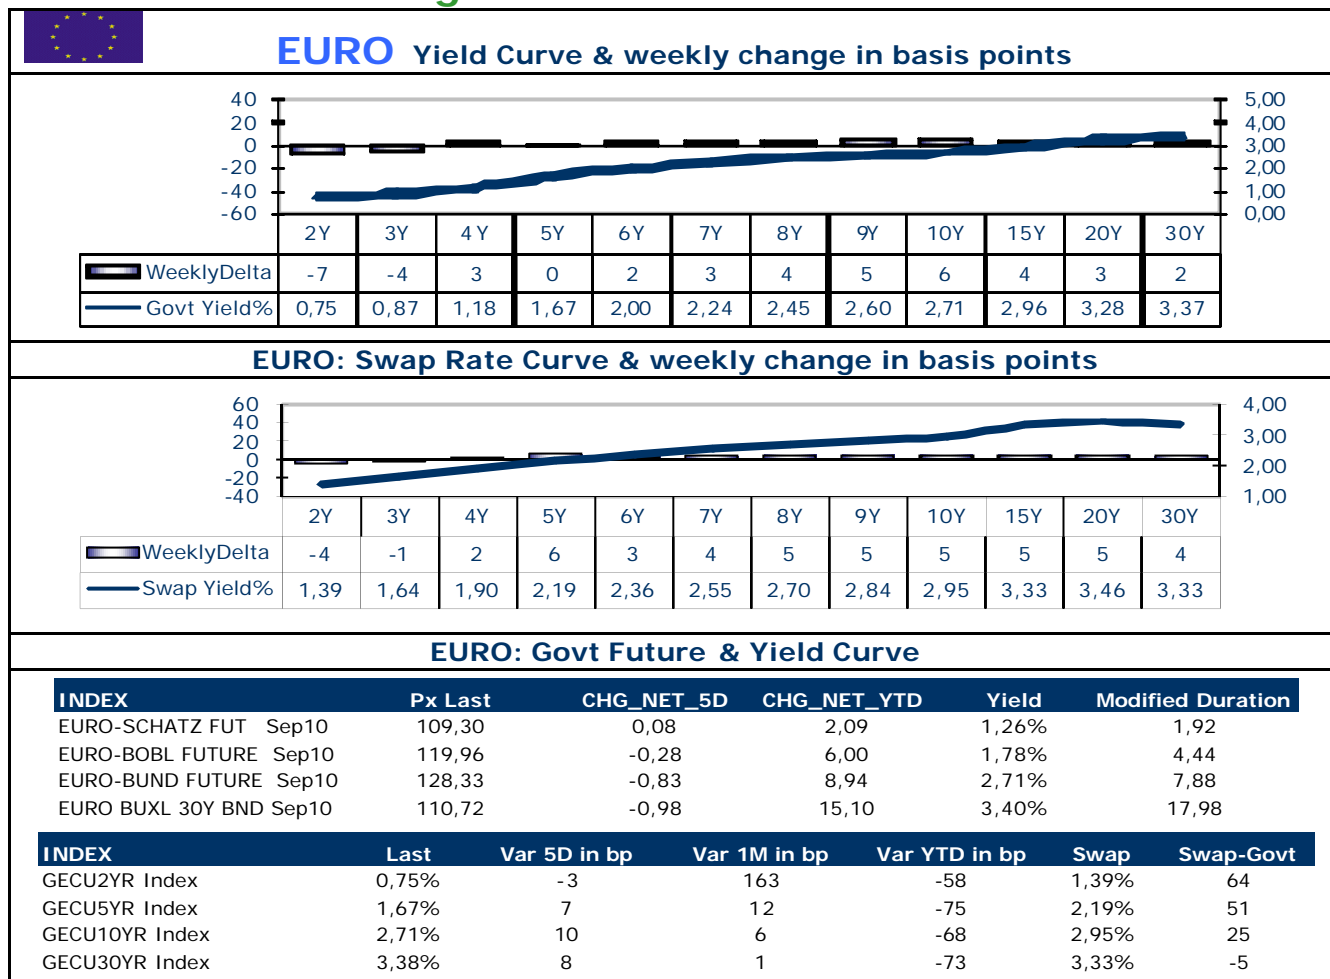 EURO Yield Curve & weekly change in basis points
40 5,00
20 4,00
0 3,00
-20 2,00
-40 1,00
-60 0,00
2Y 3Y 4Y 5Y 6Y 7Y 8Y 9Y 10Y 15Y 20Y 30Y
WeeklyDelta -7 -4 3 0 2 3 4 5 6 4 3 2
Govt Yield% 0,75 0,87 1,18 1,67 2,00 2,24 2,45 2,60 2,71 2,96 3,28 3,37
EURO: Swap Rate Curve & weekly change in basis points
60 4,00
40 3,00
20 2,00
0 1,00
-20
-40
2Y 3Y 4Y 5Y 6Y 7Y 8Y 9Y 10Y 15Y 20Y 30Y
WeeklyDelta -4 -1 2 6 3 4 5 5 5 5 5 4
Swap Yield% 1,39 1,64 1,90 2,19 2,36 2,55 2,70 2,84 2,95 3,33 3,46 3,33
EURO: Govt Future & Yield Curve
INDEX Px Last CHG_NET_5D CHG_NET_YTD Yield Modified Duration
EURO-SCHATZ FUT Sep10 109,30 0,08 2,09 1,26% 1,92
EURO-BOBL FUTURE Sep10 119,96 -0,28 6,00 1,78% 4,44
EURO-BUND FUTURE Sep10 128,33 -0,83 8,94 2,71% 7,88
EURO BUXL 30Y BND Sep10 110,72 -0,98 15,10 3,40% 17,98
INDEX Last Var 5D in bp Var 1M in bp Var YTD in bp Swap Swap-Govt
GECU2YR Index 0,75% -3 163 -58 1,39% 64
GECU5YR Index 1,67% 7 12 -75 2,19% 51
GECU10YR Index 2,71% 10 6 -68 2,95% 25
GECU30YR Index 3,38% 8 1 -73 3,33% -5